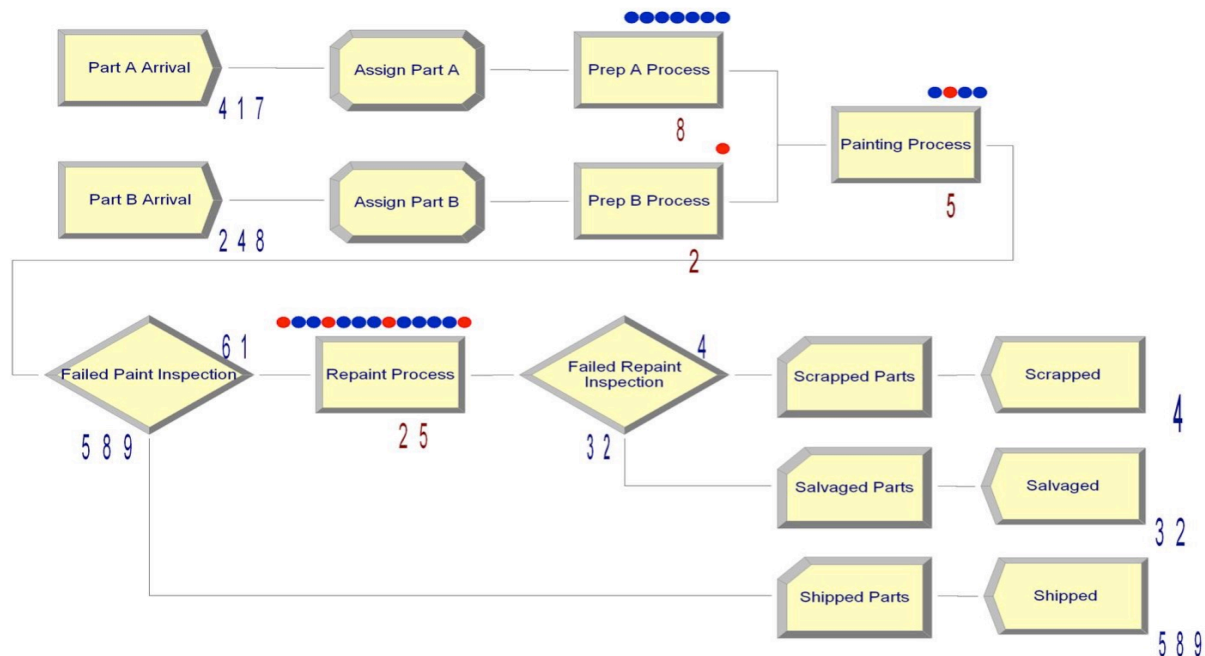 Part A Arrival
4 1 7
Assign Part A
Prep A Process
8
Part B Arrival
2 4 8
Assign Part B
Prep B Process
2
Painting Process
5
Failed Paint Inspection
6 1
5 8 9
Repaint Process
2 5
Failed Repaint
Inspection
4
3 2
Scrapped Parts
Scrapped
4
Salvaged Parts
Salvaged
3 2
Shipped Parts
Shipped
5 8 9